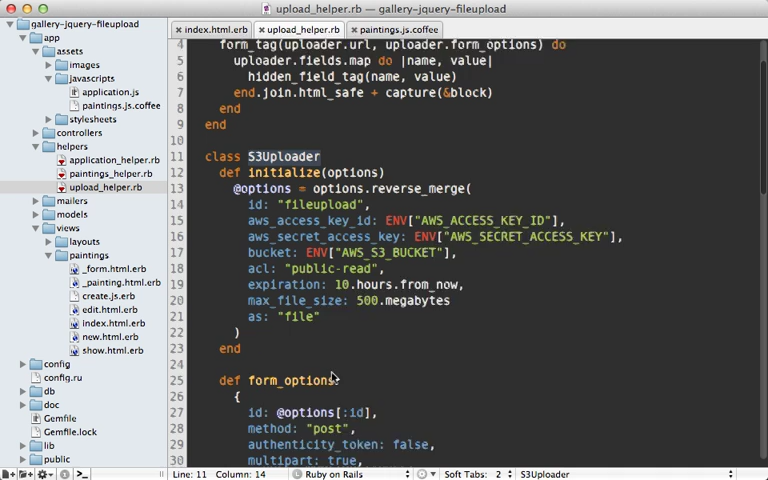 upload_helper.rb — gallery-jquery-fileupload
gallery-jquery-fileupload
app
assets
images
javascripts
application.js
paintings.js.coffee
stylesheets
controllers
helpers
application_helper.rb
paintings_helper.rb
upload_helper.rb
mailers
models
views
layouts
paintings
_form.html.erb
_painting.html.erb
create.js.erb
edit.html.erb
index.html.erb
new.html.erb
show.html.erb
config
config.ru
db
doc
Gemfile
Gemfile.lock
lib
public
index.html.erb upload_helper.rb paintings.js.coffee
4 form_tag(uploader.url, uploader.form_options) do
5 uploader.fields.map do |name, value|
6 hidden_field_tag(name, value)
7 end.join.html_safe + capture(&block)
8 end
9 end
10
11 class S3Uploader
12 def initialize(options)
13 @options = options.reverse_merge(
14 id: "fileupload",
15 aws_access_key_id: ENV["AWS_ACCESS_KEY_ID"],
16 aws_secret_access_key: ENV["AWS_SECRET_ACCESS_KEY"],
17 bucket: ENV["AWS_S3_BUCKET"],
18 acl: "public-read",
19 expiration: 10.hours.from_now,
20 max_file_size: 500.megabytes
21 as: "file"
22 )
23 end
24
25 def form_options
26 {
27 id: @options[:id],
28 method: "post",
29 authenticity_token: false,
30 multipart: true,
Line: 11 Column: 14 Ruby on Rails Soft Tabs: 2 S3Uploader